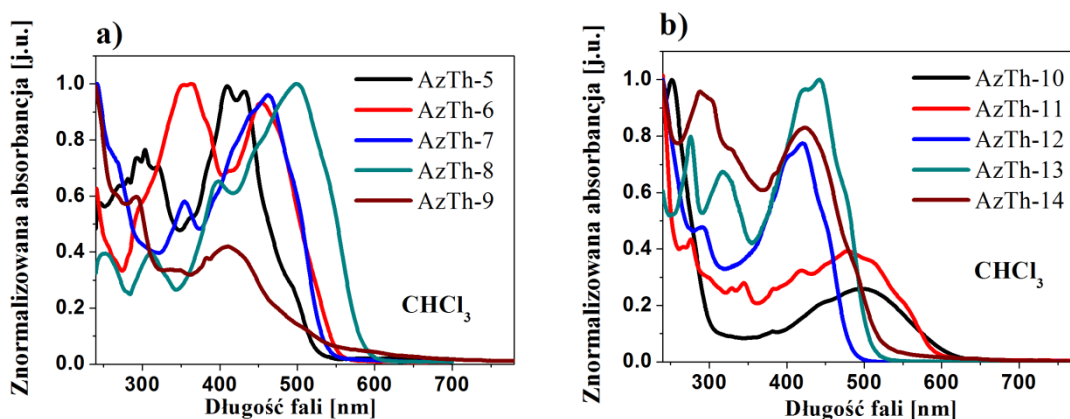 a)
Znormalizowana absorbancja [j.u.]
1.0
0.8
0.6
0.4
0.2
0.0
AzTh-5
AzTh-6
AzTh-7
AzTh-8
AzTh-9
CHCl3
300 400 500 600 700
Długość fali [nm]
b)
Znormalizowana absorbancja [j.u.]
1.0
0.8
0.6
0.4
0.2
0.0
AzTh-10
AzTh-11
AzTh-12
AzTh-13
AzTh-14
CHCl3
300 400 500 600 700
Długość fali [nm]